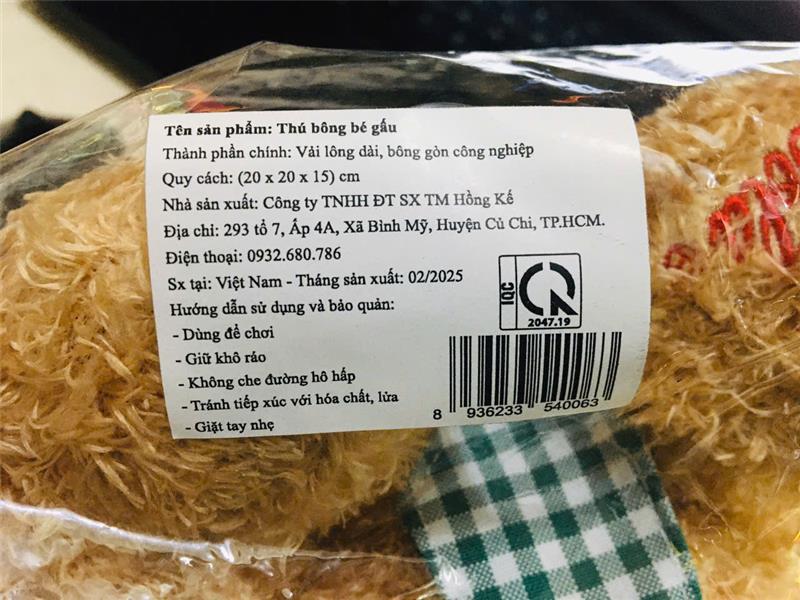 Tên sản phẩm: Thú bông bé gấu
Thành phần chính: Vải lông dài, bông gòn công nghiệp
Quy cách: (20 x 20 x 15) cm
Nhà sản xuất: Công ty TNHH ĐT SX TM Hồng Kế
Địa chỉ: 293 tổ 7, Ấp 4A, Xã Bình Mỹ, Huyện Củ Chi, TP.HCM.
Điện thoại: 0932.680.786
Sx tại: Việt Nam - Tháng sản xuất: 02/2025
Hướng dẫn sử dụng và bảo quản:
- Dùng để chơi
- Giữ khô ráo
- Không che đường hô hấp
- Tránh tiếp xúc với hóa chất, lửa
- Giặt tay nhẹ
IQC
CR
2047.19
8 936233 540063